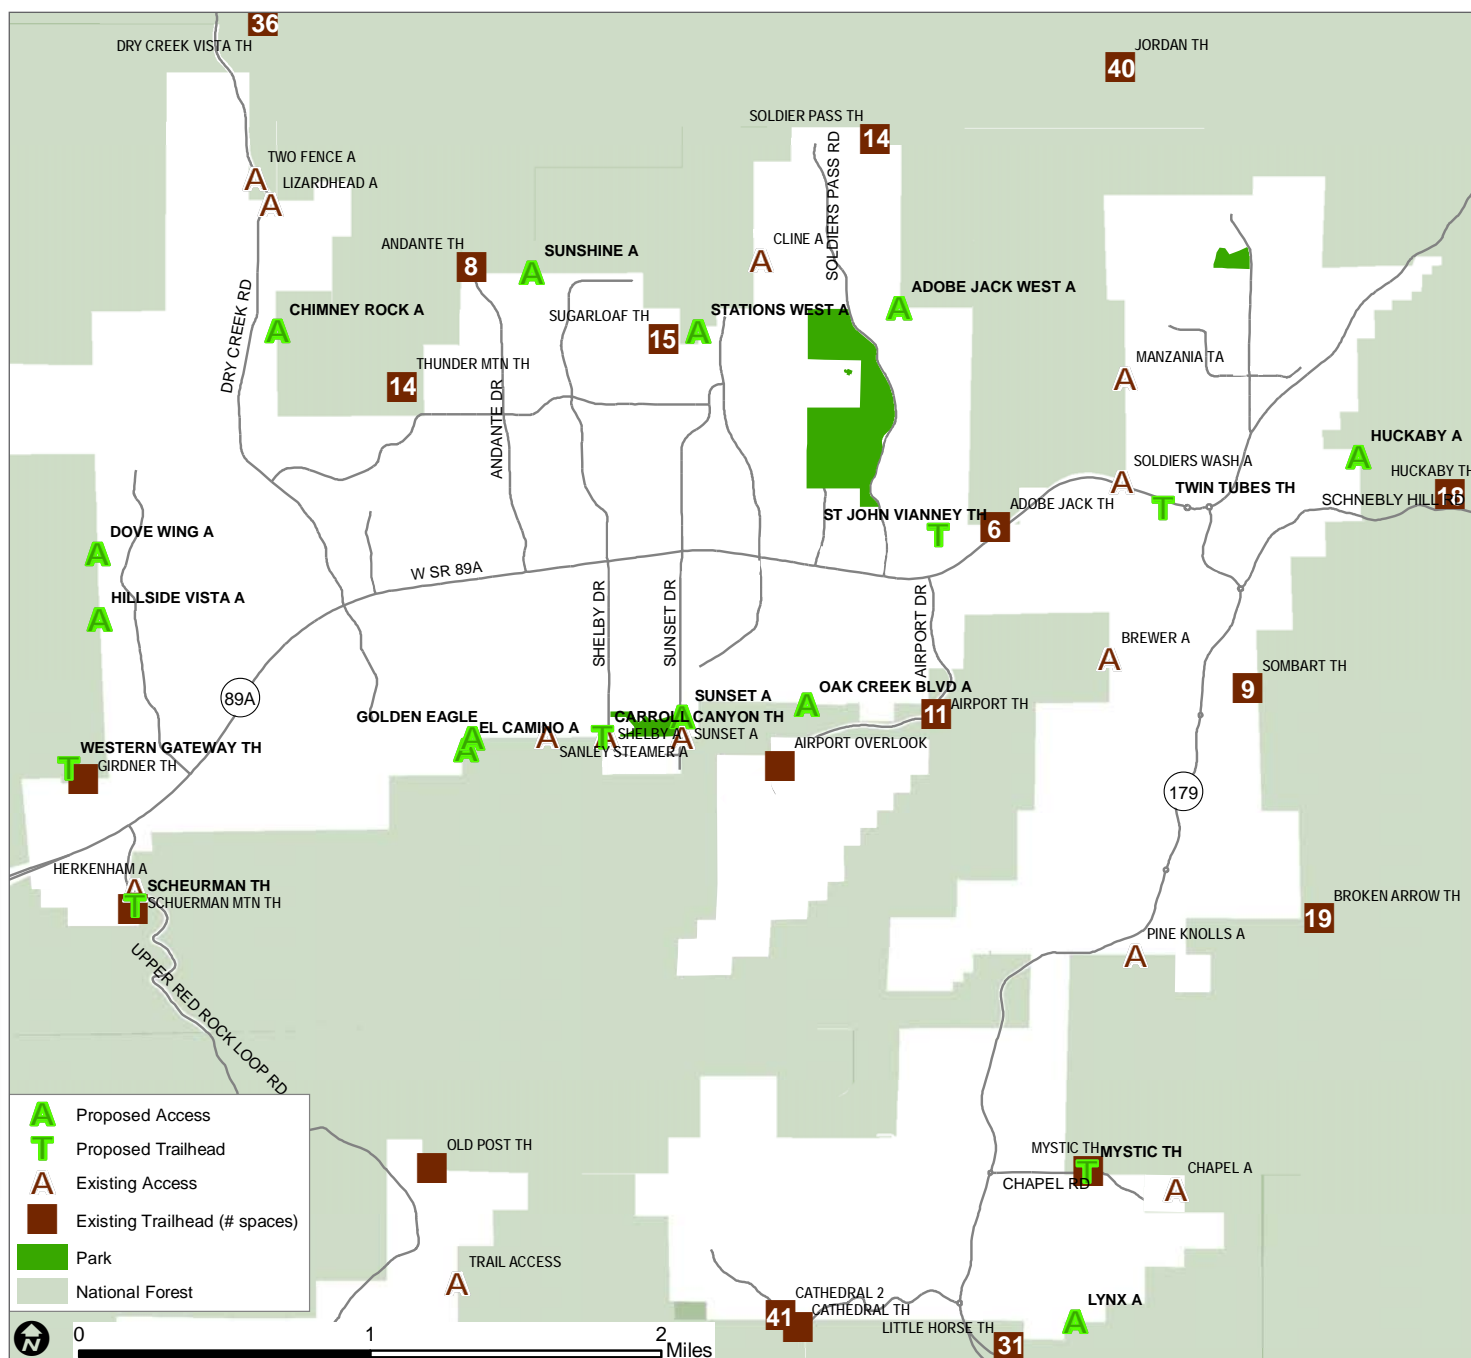 36
DRY CREEK VISTA TH
JORDAN TH
40
SOLDIER PASS TH
14
SOLDIERS PASS RD
TWO FENCE A
A
LIZARDHEAD A
A
ANDANTE TH
8
SUNSHINE A
A
CLINE A
A
ADOBE JACK WEST A
A
DRY CREEK RD
CHIMNEY ROCK A
A
SUGARLOAF TH
15
STATIONS WEST A
A
THUNDER MTN TH
14
ANDANTE DR
MANZANIA TA
A
HUCKABY A
A
HUCKABY TH
SOLDIERS WASH A
A
TWIN TUBES TH
T
SCHNEBLY HILL RD
ST JOHN VIANNEY TH
T
ADOBE JACK TH
6
DOVE WING A
A
W SR 89A
HILLSIDE VISTA A
A
SHELBY DR
SUNSET DR
AIRPORT DR
BREWER A
A
SOMBART TH
9
89A
SUNSET A
A
OAK CREEK BLVD A
A
AIRPORT TH
11
GOLDEN EAGLE
A
EL CAMINO A
A
A
CARROLL CANYON TH
T
SHELBY A
SUNSET A
A
SANLEY STEAMER A
AIRPORT OVERLOOK
WESTERN GATEWAY TH
T
GIRDNER TH
179
HERKENHAM A
A
SCHEURMAN TH
T
SCHUERMAN MTN TH
BROKEN ARROW TH
19
PINE KNOLLS A
A
UPPER RED ROCK LOOP RD
A Proposed Access
T Proposed Trailhead
A Existing Access
Existing Trailhead (# spaces)
Park
National Forest
OLD POST TH
MYSTIC TH
MYSTIC TH
T
CHAPEL RD
CHAPEL A
A
TRAIL ACCESS
A
CATHEDRAL 2
41
CATHEDRAL TH
LITTLE HORSE TH
31
LYNX A
A
N
0 1 2
Miles